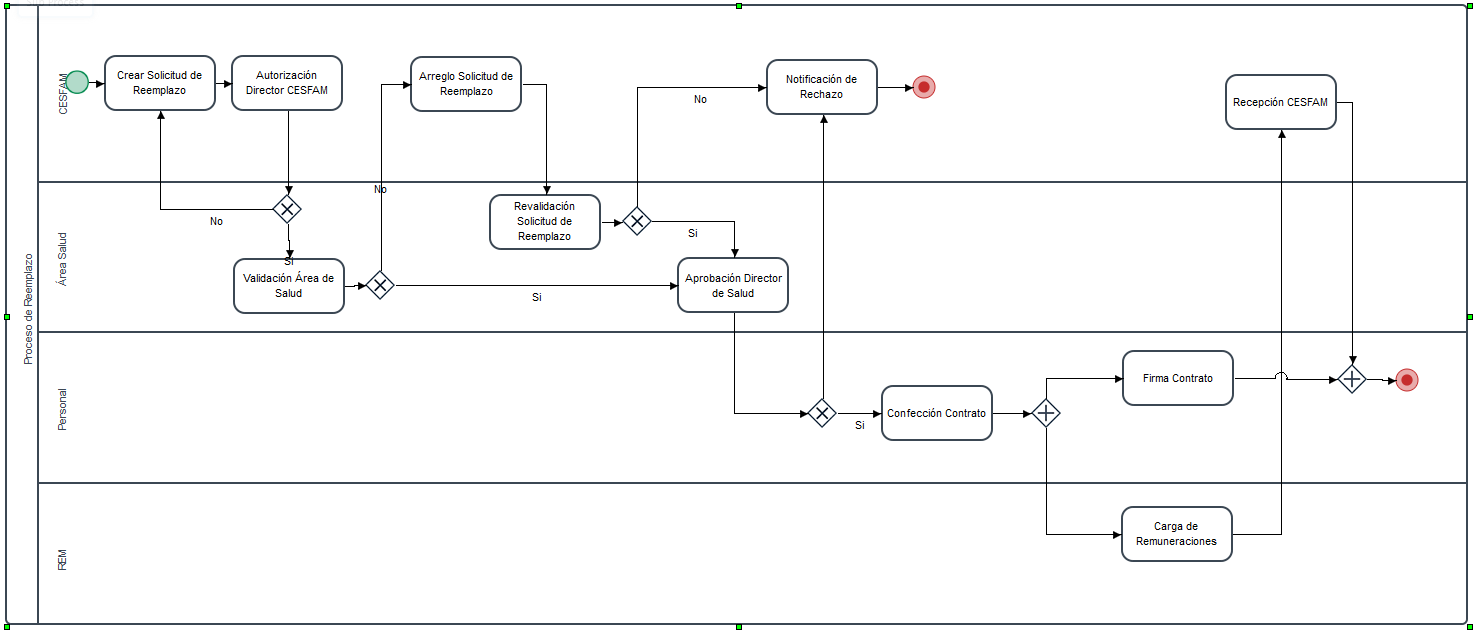 Proceso de Reemplazo
CESFAM
Crear Solicitud de
Reemplazo
Autorización
Director CESFAM
Arreglo Solicitud de
Reemplazo
Notificación de
Rechazo
Recepción CESFAM
No
No
No
Área Salud
Revalidación
Solicitud de
Reemplazo
Si
Si
Validación Área de
Salud
Si
Aprobación Director
de Salud
Personal
Firma Contrato
Confección Contrato
Si
REM
Carga de
Remuneraciones